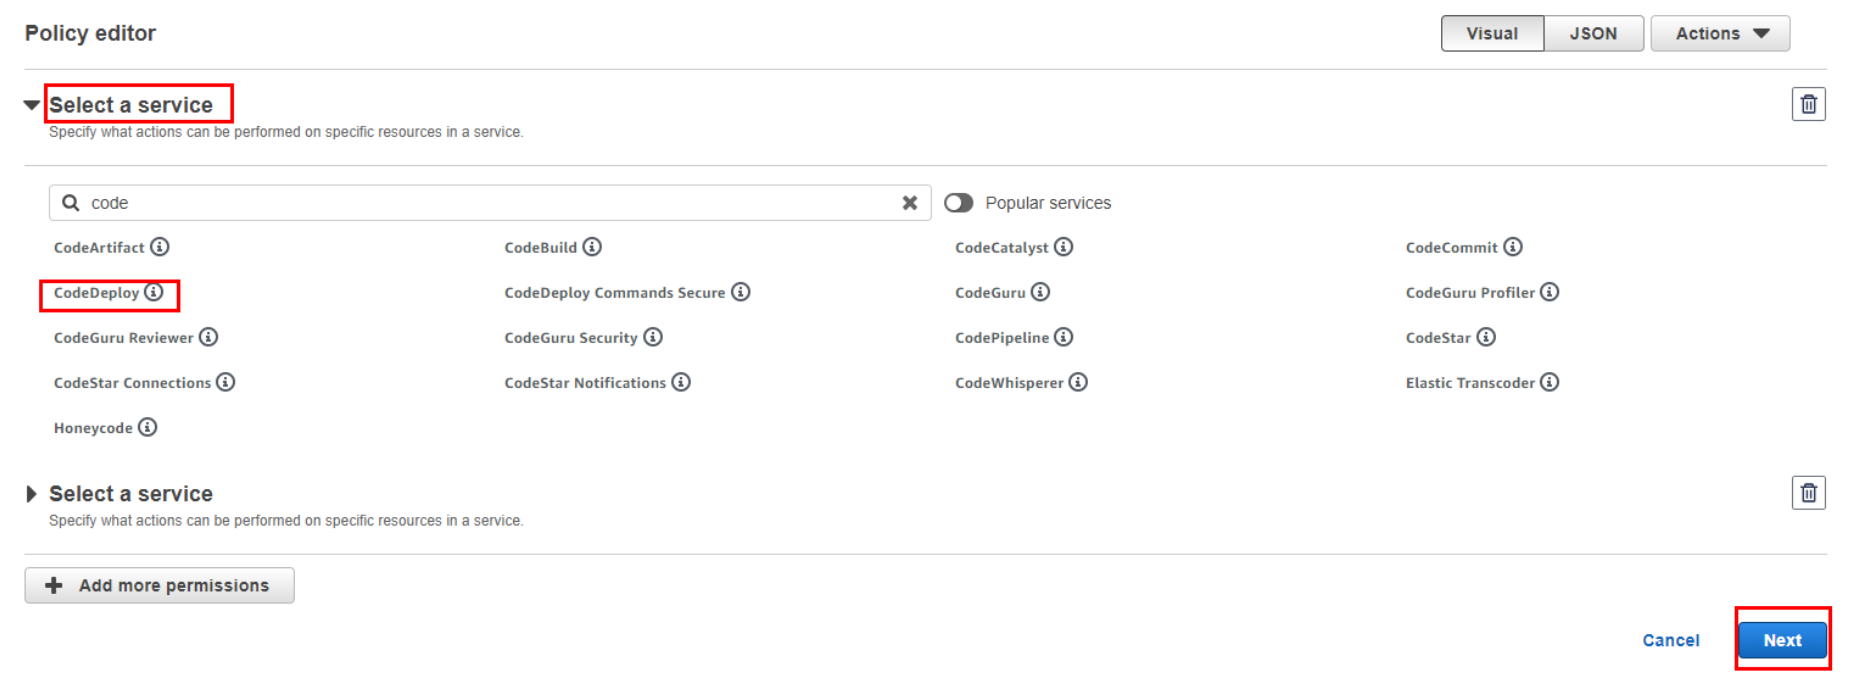 Policy editor
Visual
JSON
Actions
Select a service
Specify what actions can be performed on specific resources in a service.
code
Popular services
CodeArtifact
CodeBuild
CodeCatalyst
CodeCommit
CodeDeploy
CodeDeploy Commands Secure
CodeGuru
CodeGuru Profiler
CodeGuru Reviewer
CodeGuru Security
CodePipeline
CodeStar
CodeStar Connections
CodeStar Notifications
CodeWhisperer
Elastic Transcoder
Honeycode
Select a service
Specify what actions can be performed on specific resources in a service.
Add more permissions
Cancel
Next